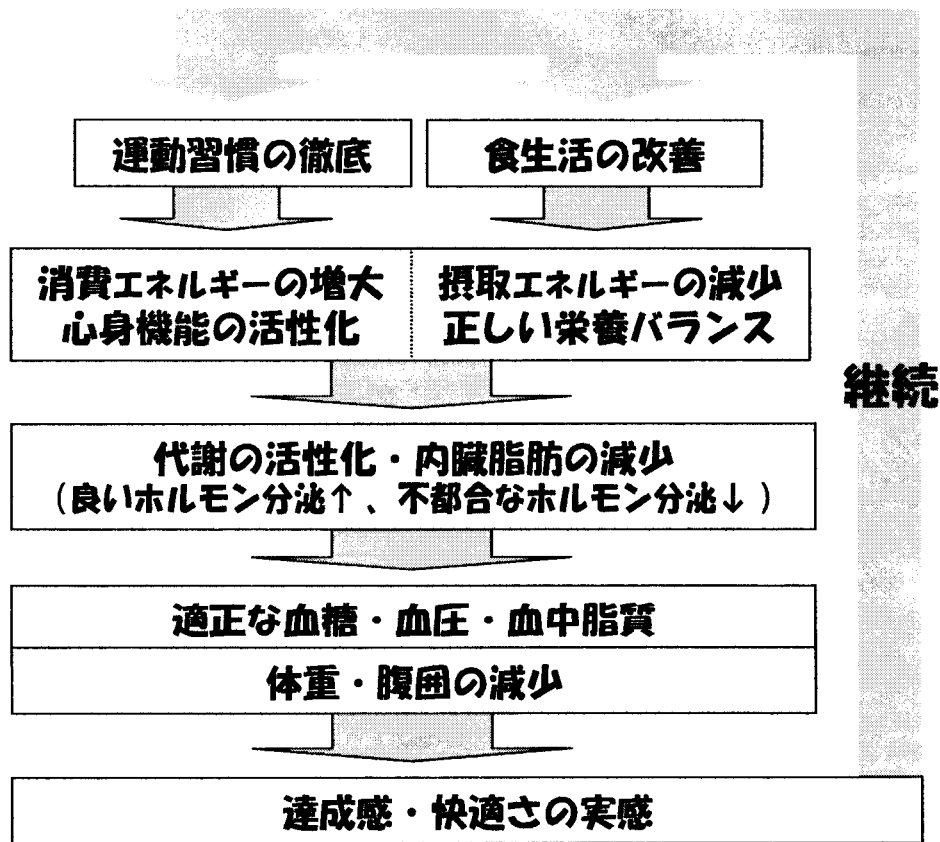 運動習慣の徹底
食生活の改善
消費エネルギーの増大
心身機能の活性化
摂取エネルギーの減少
正しい栄養バランス
継続
代謝の活性化・内臓脂肪の減少
(良いホルモン分泌↑、不都合なホルモン分泌↓)
適正な血糖・血圧・血中脂質
体重・腹囲の減少
達成感・快適さの実感